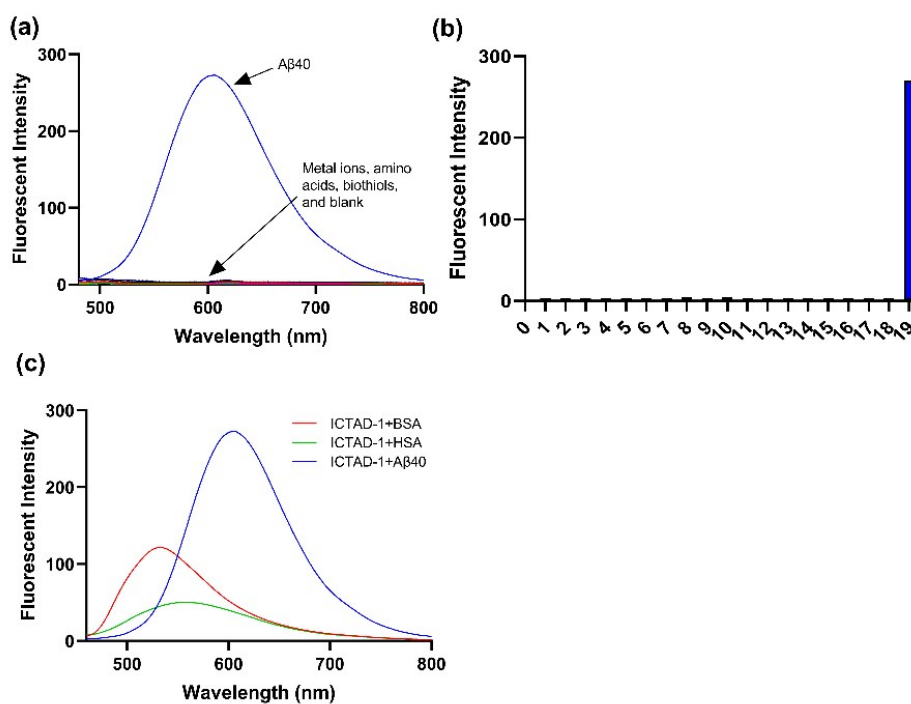 (a)
Fluorescent Intensity
300
200
100
0
500
600
700
800
Wavelength (nm)
Aβ40
Metal ions, amino
acids, biothiols,
and blank
(b)
Fluorescent Intensity
300
200
100
0
0
1
2
3
4
5
6
7
8
9
10
11
12
13
14
15
16
17
18
19
(c)
Fluorescent Intensity
300
200
100
0
500
600
700
800
Wavelength (nm)
ICTAD-1+BSA
ICTAD-1+HSA
ICTAD-1+Aβ40